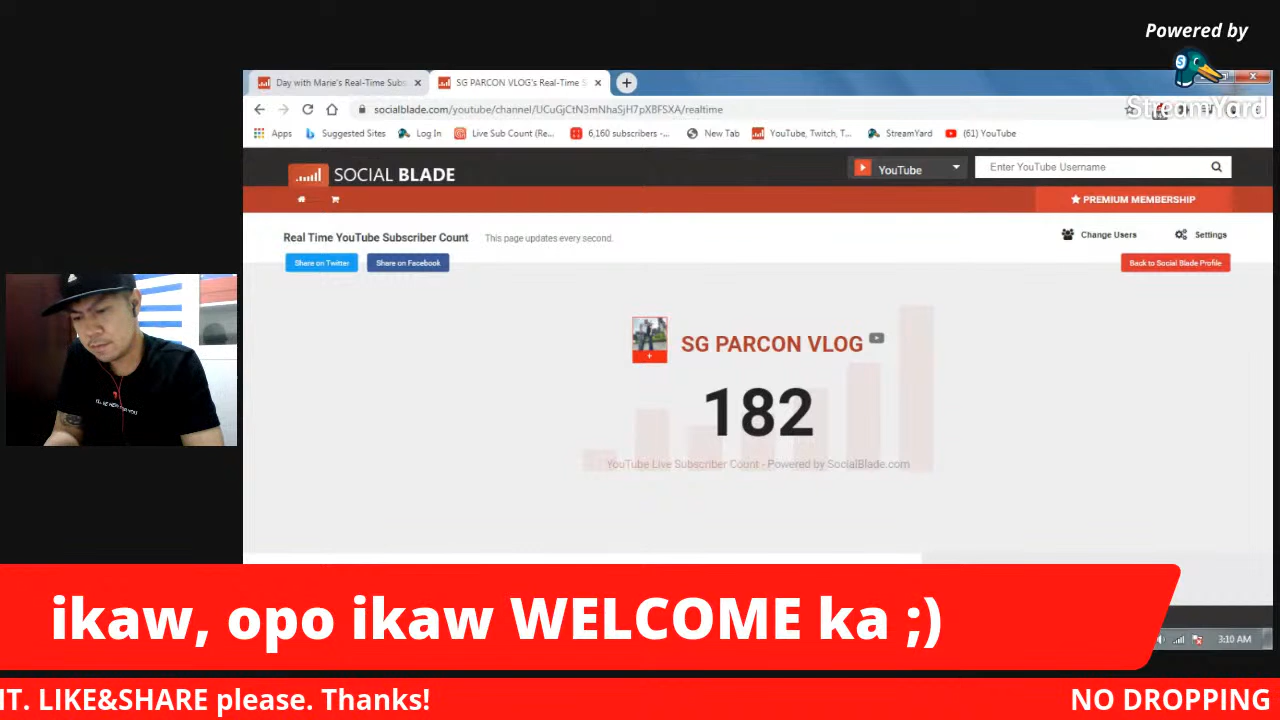 Powered by
StreamYard
Day with Marie's Real-Time Subs
SG PARCON VLOG's Real-Time S
socialblade.com/youtube/channel/UCuGjCtN3mNhaSjH7pXBFSXA/realtime
Apps Suggested Sites Log In Live Sub Count (Re... 6,160 subscribers -... New Tab YouTube, Twitch, T... StreamYard (61) YouTube
SOCIAL BLADE
YouTube
Enter YouTube Username
PREMIUM MEMBERSHIP
Real Time YouTube Subscriber Count This page updates every second.
Change Users Settings
Share on Twitter Share on Facebook
Back to Social Blade Profile
SG PARCON VLOG
182
YouTube Live Subscriber Count - Powered by SocialBlade.com
ikaw, opo ikaw WELCOME ka ;)
3:10 AM
IT. LIKE&SHARE please. Thanks! NO DROPPING